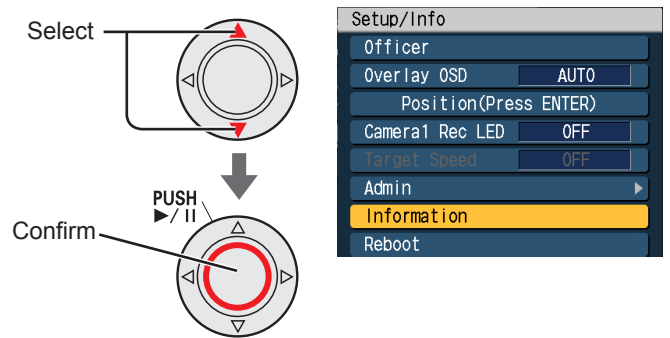 Select
PUSH
▶/II
Confirm
Setup/Info
Officer
Overlay OSD AUTO
Position(Press ENTER)
Camera1 Rec LED OFF
Target Speed OFF
Admin
Information
Reboot